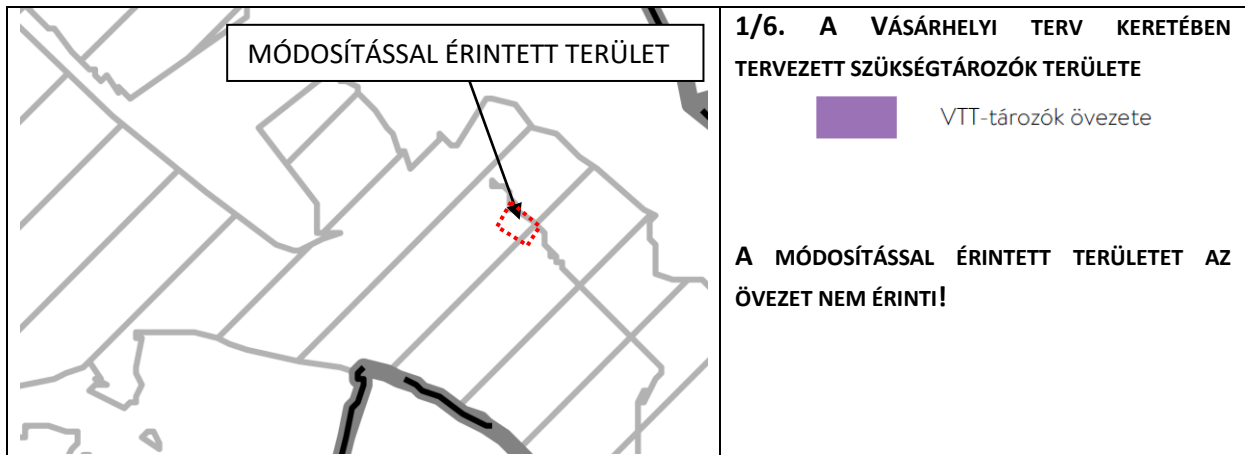 MÓDOSÍTÁSSAL ÉRINTETT TERÜLET
1/6. A VÁSÁRHELYI TERV KERETÉBEN
TERVEZETT SZÜKSÉGTÁROZÓK TERÜLETE
VTT-tározók övezete
A MÓDOSÍTÁSSAL ÉRINTETT TERÜLETET AZ
ÖVEZET NEM ÉRINTI!